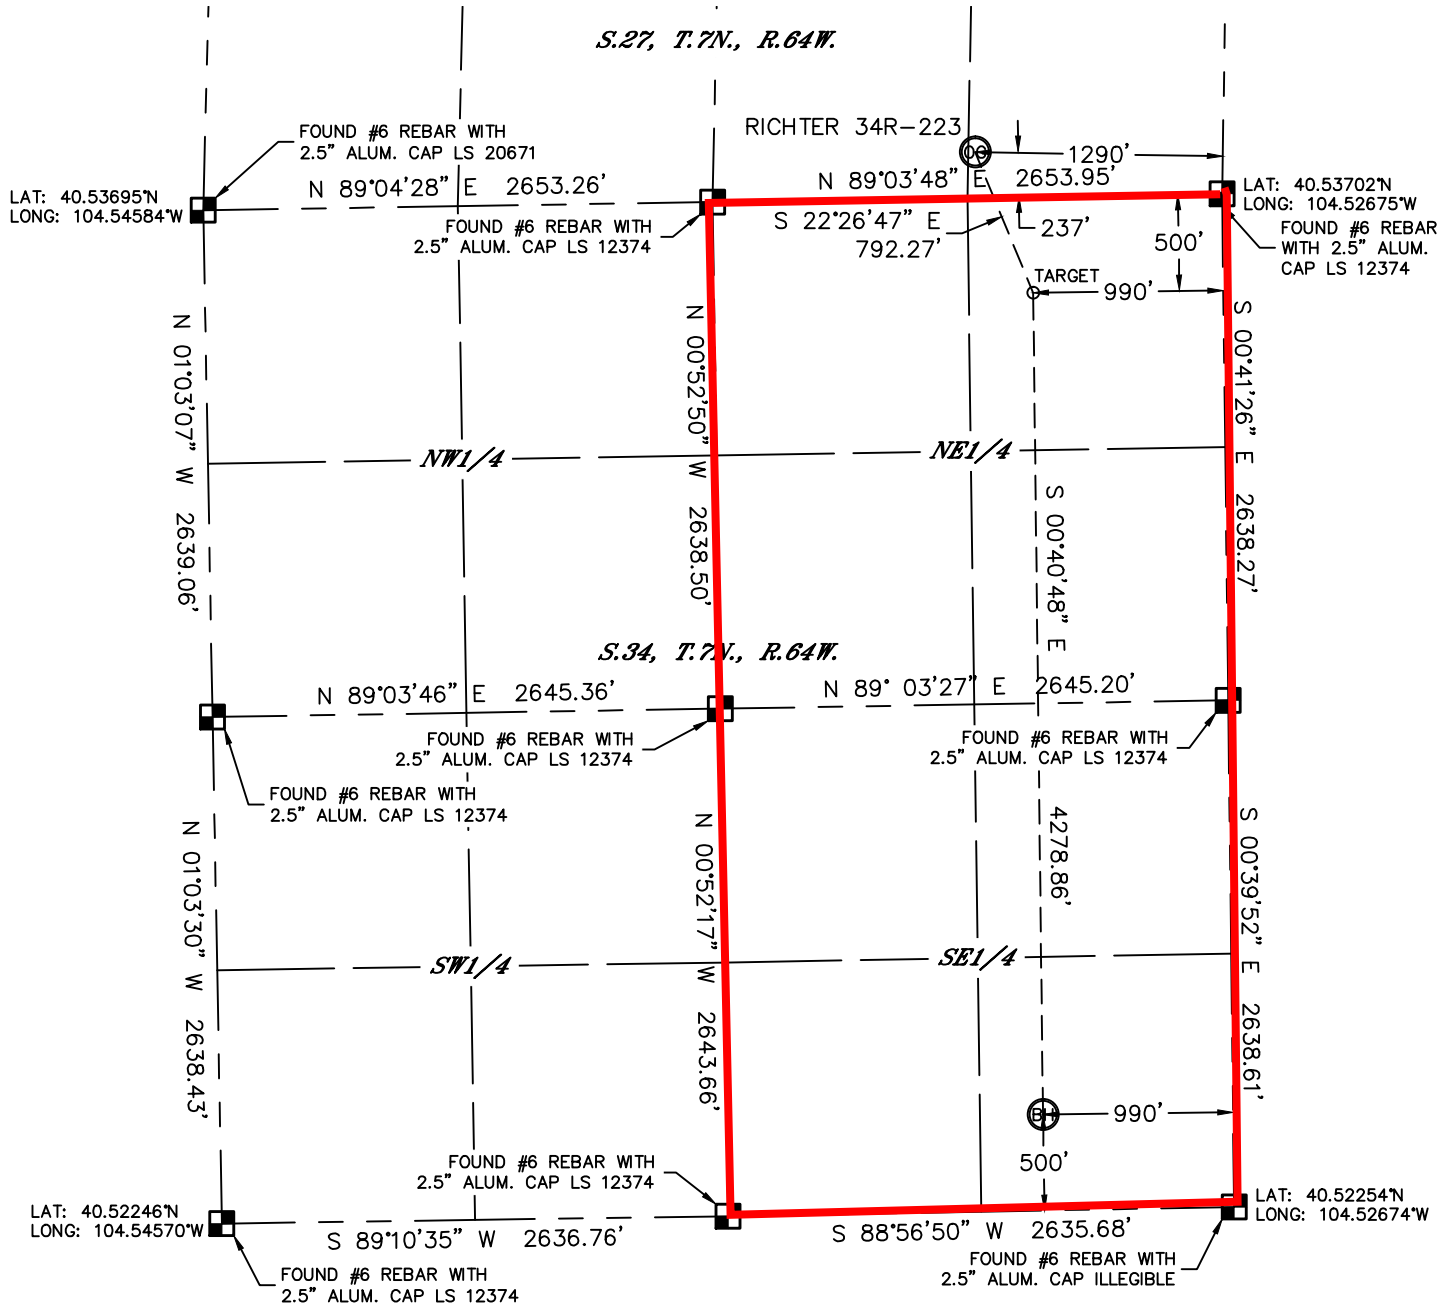 S.27, T.7N., R.64W.
FOUND #6 REBAR WITH
2.5" ALUM. CAP LS 20671
RICHTER 34R-223
OG
1290'
LAT: 40.53695°N
LONG: 104.54584°W
N 89°04'28" E 2653.26'
N 89°03'48" E 2653.95'
LAT: 40.53702°N
LONG: 104.52675°W
FOUND #6 REBAR WITH
2.5" ALUM. CAP LS 12374
S 22°26'47" E
792.27'
237'
500'
FOUND #6 REBAR
WITH 2.5" ALUM.
CAP LS 12374
TARGET
990'
N 01°03'07" W 2639.06'
N 00°52'50" W 2638.50'
S 00°41'26" E 2638.27'
NW1/4
NE1/4
S 00°40'48" E
4278.86'
S.34, T.7N., R.64W.
N 89°03'46" E 2645.36'
N 89° 03'27" E 2645.20'
FOUND #6 REBAR WITH
2.5" ALUM. CAP LS 12374
FOUND #6 REBAR WITH
2.5" ALUM. CAP LS 12374
FOUND #6 REBAR WITH
2.5" ALUM. CAP LS 12374
N 01°03'30" W 2638.43'
N 00°52'17" W 2643.66'
S 00°39'52" E 2638.61'
SW1/4
SE1/4
BH
990'
500'
FOUND #6 REBAR WITH
2.5" ALUM. CAP LS 12374
LAT: 40.52246°N
LONG: 104.54570°W
LAT: 40.52254°N
LONG: 104.52674°W
S 89°10'35" W 2636.76'
S 88°56'50" W 2635.68'
FOUND #6 REBAR WITH
2.5" ALUM. CAP LS 12374
FOUND #6 REBAR WITH
2.5" ALUM. CAP ILLEGIBLE